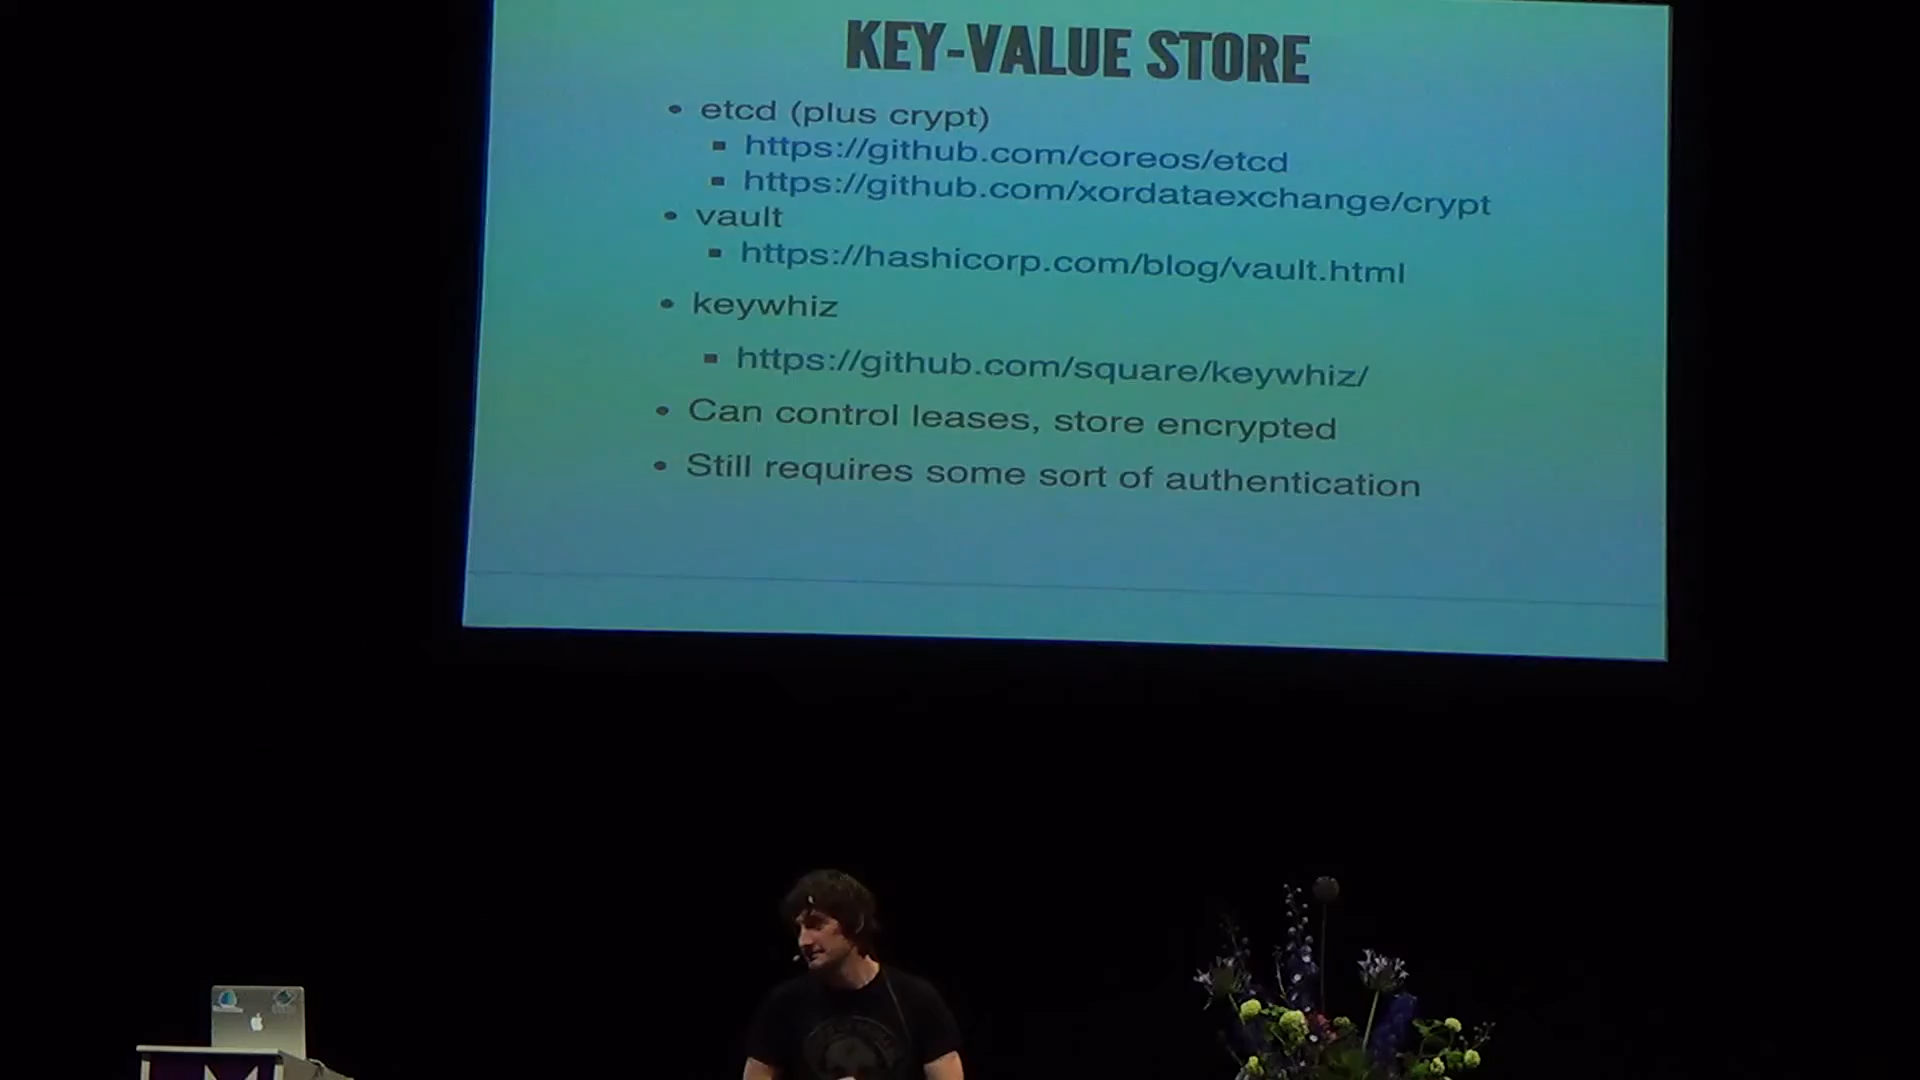 KEY-VALUE STORE
etcd (plus crypt)
https://github.com/coreos/etcd
https://github.com/xordataexchange/crypt
vault
https://hashicorp.com/blog/vault.html
keywhiz
https://github.com/square/keywhiz/
Can control leases, store encrypted
Still requires some sort of authentication